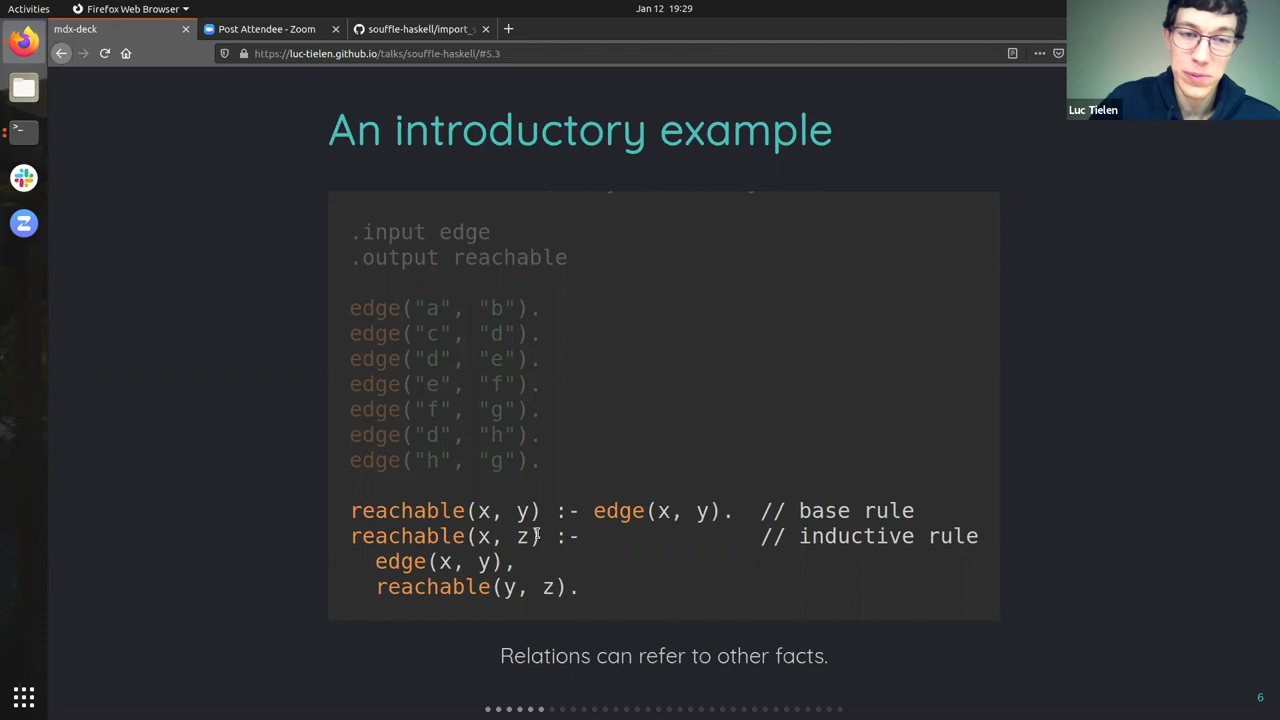 Activities
Firefox Web Browser
Jan 12 19:29
mdx-deck
Post Attendee - Zoom
souffle-haskell/import_s
https://luc-tielen.github.io/talks/souffle-haskell/#5.3
Luc Tielen
An introductory example
.input edge
.output reachable
edge("a", "b").
edge("c", "d").
edge("d", "e").
edge("e", "f").
edge("f", "g").
edge("d", "h").
edge("h", "g").
reachable(x, y) :- edge(x, y).  // base rule
reachable(x, z) :-              // inductive rule
edge(x, y),
reachable(y, z).
Relations can refer to other facts.
6